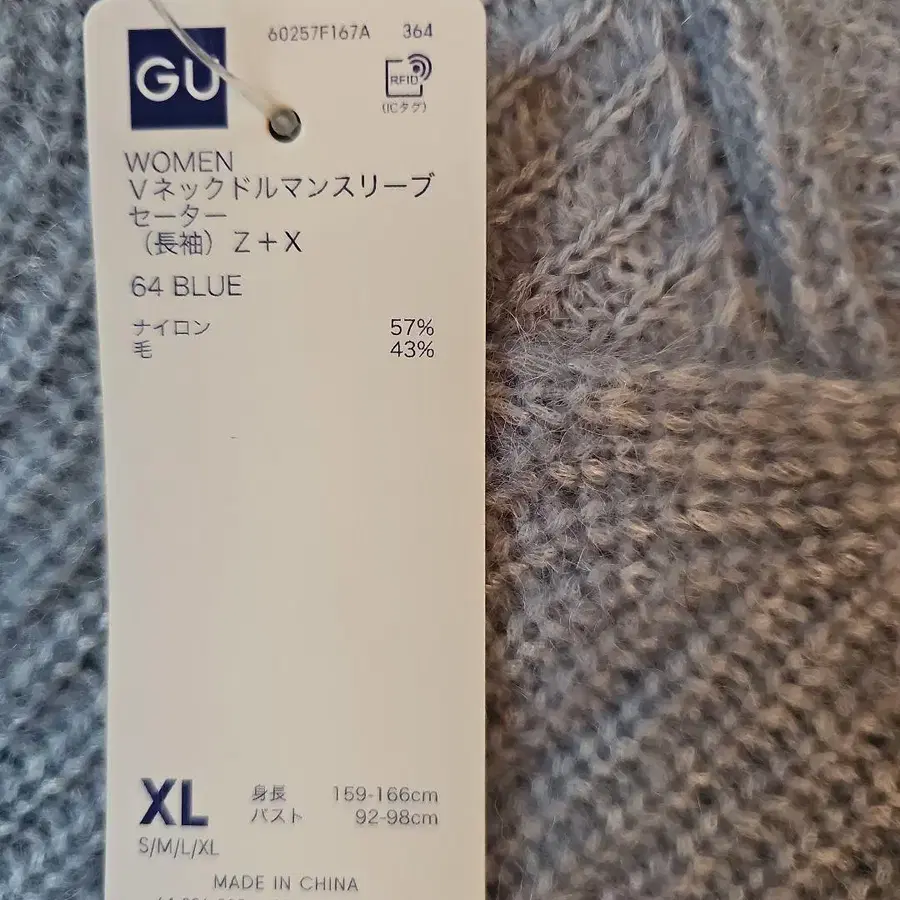 60257F167A 364
GU
RFID
(ICタグ)
WOMEN
Vネックドルマンスリーブ
セーター
(長袖) Z+X
64 BLUE
ナイロン 57%
毛 43%
XL 身長 159-166cm
バスト 92-98cm
S/M/L/XL
MADE IN CHINA